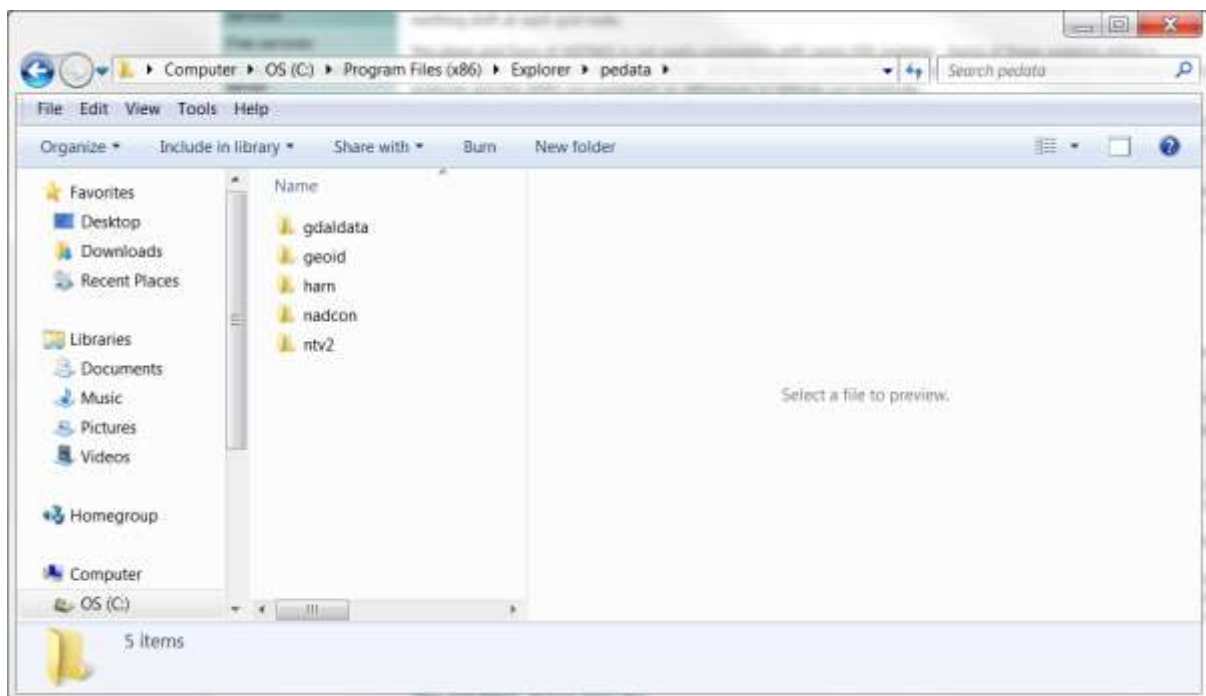 Computer OS (C:) Program Files (x86) Explorer pedata
Search pedata
File Edit View Tools Help
Organize Include in library Share with Burn New folder
Favorites
Desktop
Downloads
Recent Places
Libraries
Documents
Music
Pictures
Videos
Homegroup
Computer
OS (C:)
Name
gdaldata
geoid
harn
nadcon
ntv2
Select a file to preview.
5 items